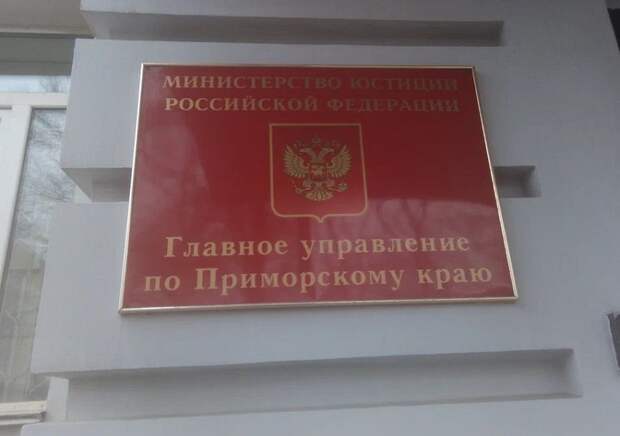 МИНИСТЕРСТВО ЮСТИЦИИ
РОССИЙСКОЙ ФЕДЕРАЦИИ
Главное управление
по Приморскому краю